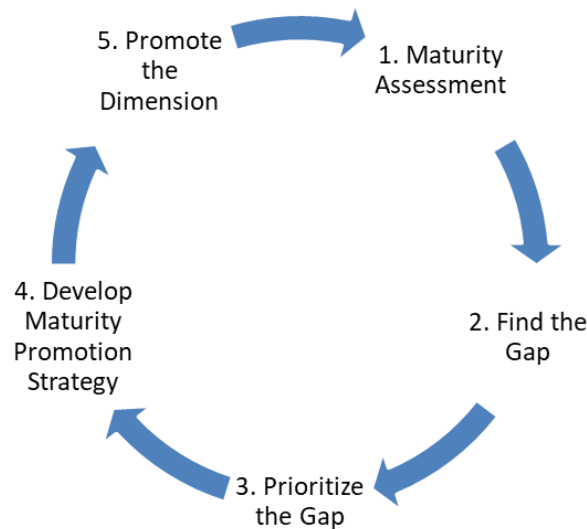 1. Maturity
Assessment
2. Find the
Gap
3. Prioritize
the Gap
4. Develop
Maturity
Promotion
Strategy
5. Promote
the
Dimension